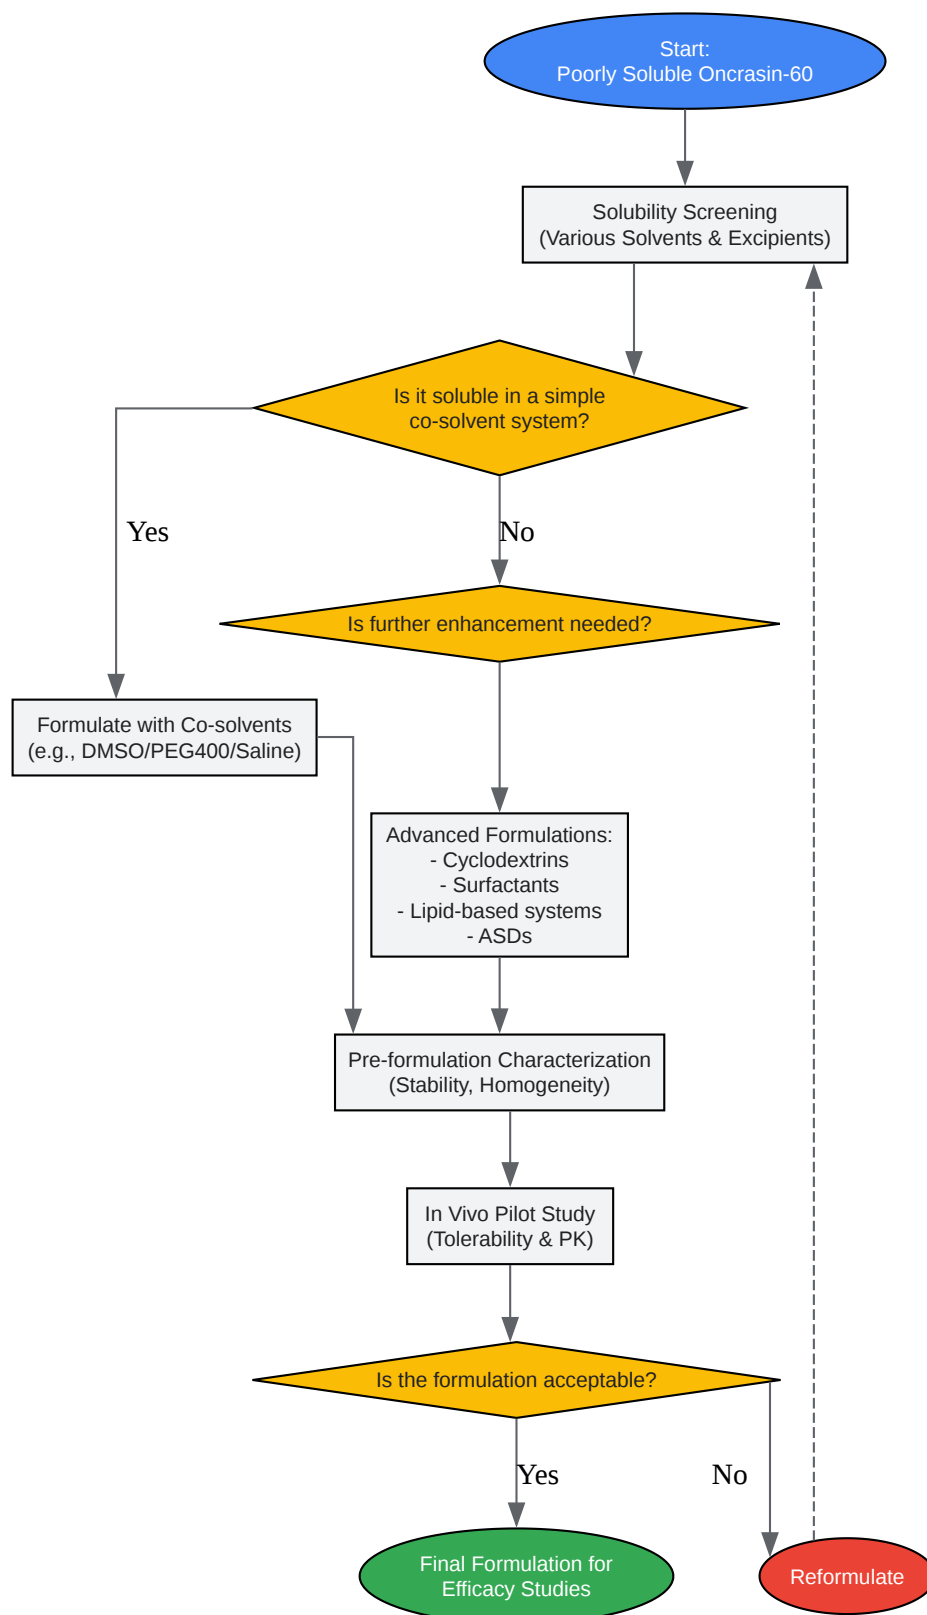 Start:
Poorly Soluble Oncrasin-60
Solubility Screening
(Various Solvents & Excipients)
Is it soluble in a simple
co-solvent system?
Yes
No
Is further enhancement needed?
Formulate with Co-solvents
(e.g., DMSO/PEG400/Saline)
Advanced Formulations:
- Cyclodextrins
- Surfactants
- Lipid-based systems
- ASDs
Pre-formulation Characterization
(Stability, Homogeneity)
In Vivo Pilot Study
(Tolerability & PK)
Is the formulation acceptable?
Yes
No
Final Formulation for
Efficacy Studies
Reformulate